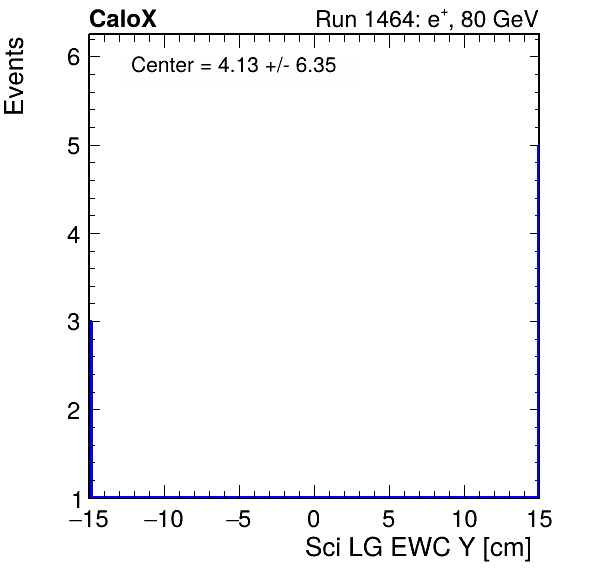 CaloX Run 1464: e⁺, 80 GeV
Center = 4.13 +/- 6.35
Events
6
5
4
3
2
1
−15 −10 −5 0 5 10 15
Sci LG EWC Y [cm]